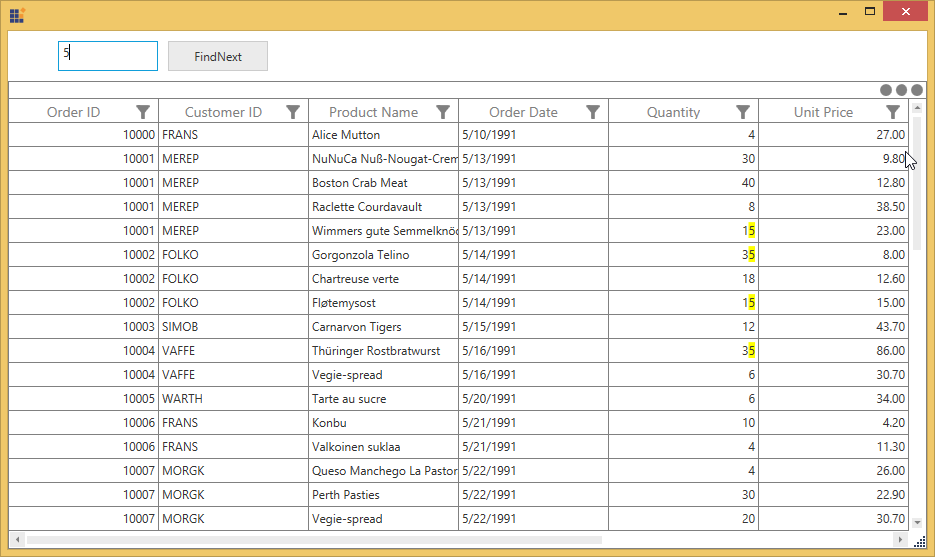 5
FindNext
Order ID Customer ID Product Name Order Date Quantity Unit Price
10000 FRANS Alice Mutton 5/10/1991 4 27.00
10001 MEREP NuNuCa Nuß-Nougat-Crem 5/13/1991 30 9.80
10001 MEREP Boston Crab Meat 5/13/1991 40 12.80
10001 MEREP Raclette Courdavault 5/13/1991 8 38.50
10001 MEREP Wimmers gute Semmelknöd 5/13/1991 15 23.00
10002 FOLKO Gorgonzola Telino 5/14/1991 35 8.00
10002 FOLKO Chartreuse verte 5/14/1991 18 12.60
10002 FOLKO Fløtemysost 5/14/1991 15 15.00
10003 SIMOB Carnarvon Tigers 5/15/1991 12 43.70
10004 VAFFE Thüringer Rostbratwurst 5/16/1991 35 86.00
10004 VAFFE Vegie-spread 5/16/1991 6 30.70
10005 WARTH Tarte au sucre 5/20/1991 6 34.00
10006 FRANS Konbu 5/21/1991 10 4.20
10006 FRANS Valkoinen suklaa 5/21/1991 4 11.30
10007 MORGK Queso Manchego La Pastor 5/22/1991 4 26.00
10007 MORGK Perth Pasties 5/22/1991 30 22.90
10007 MORGK Vegie-spread 5/22/1991 20 30.70